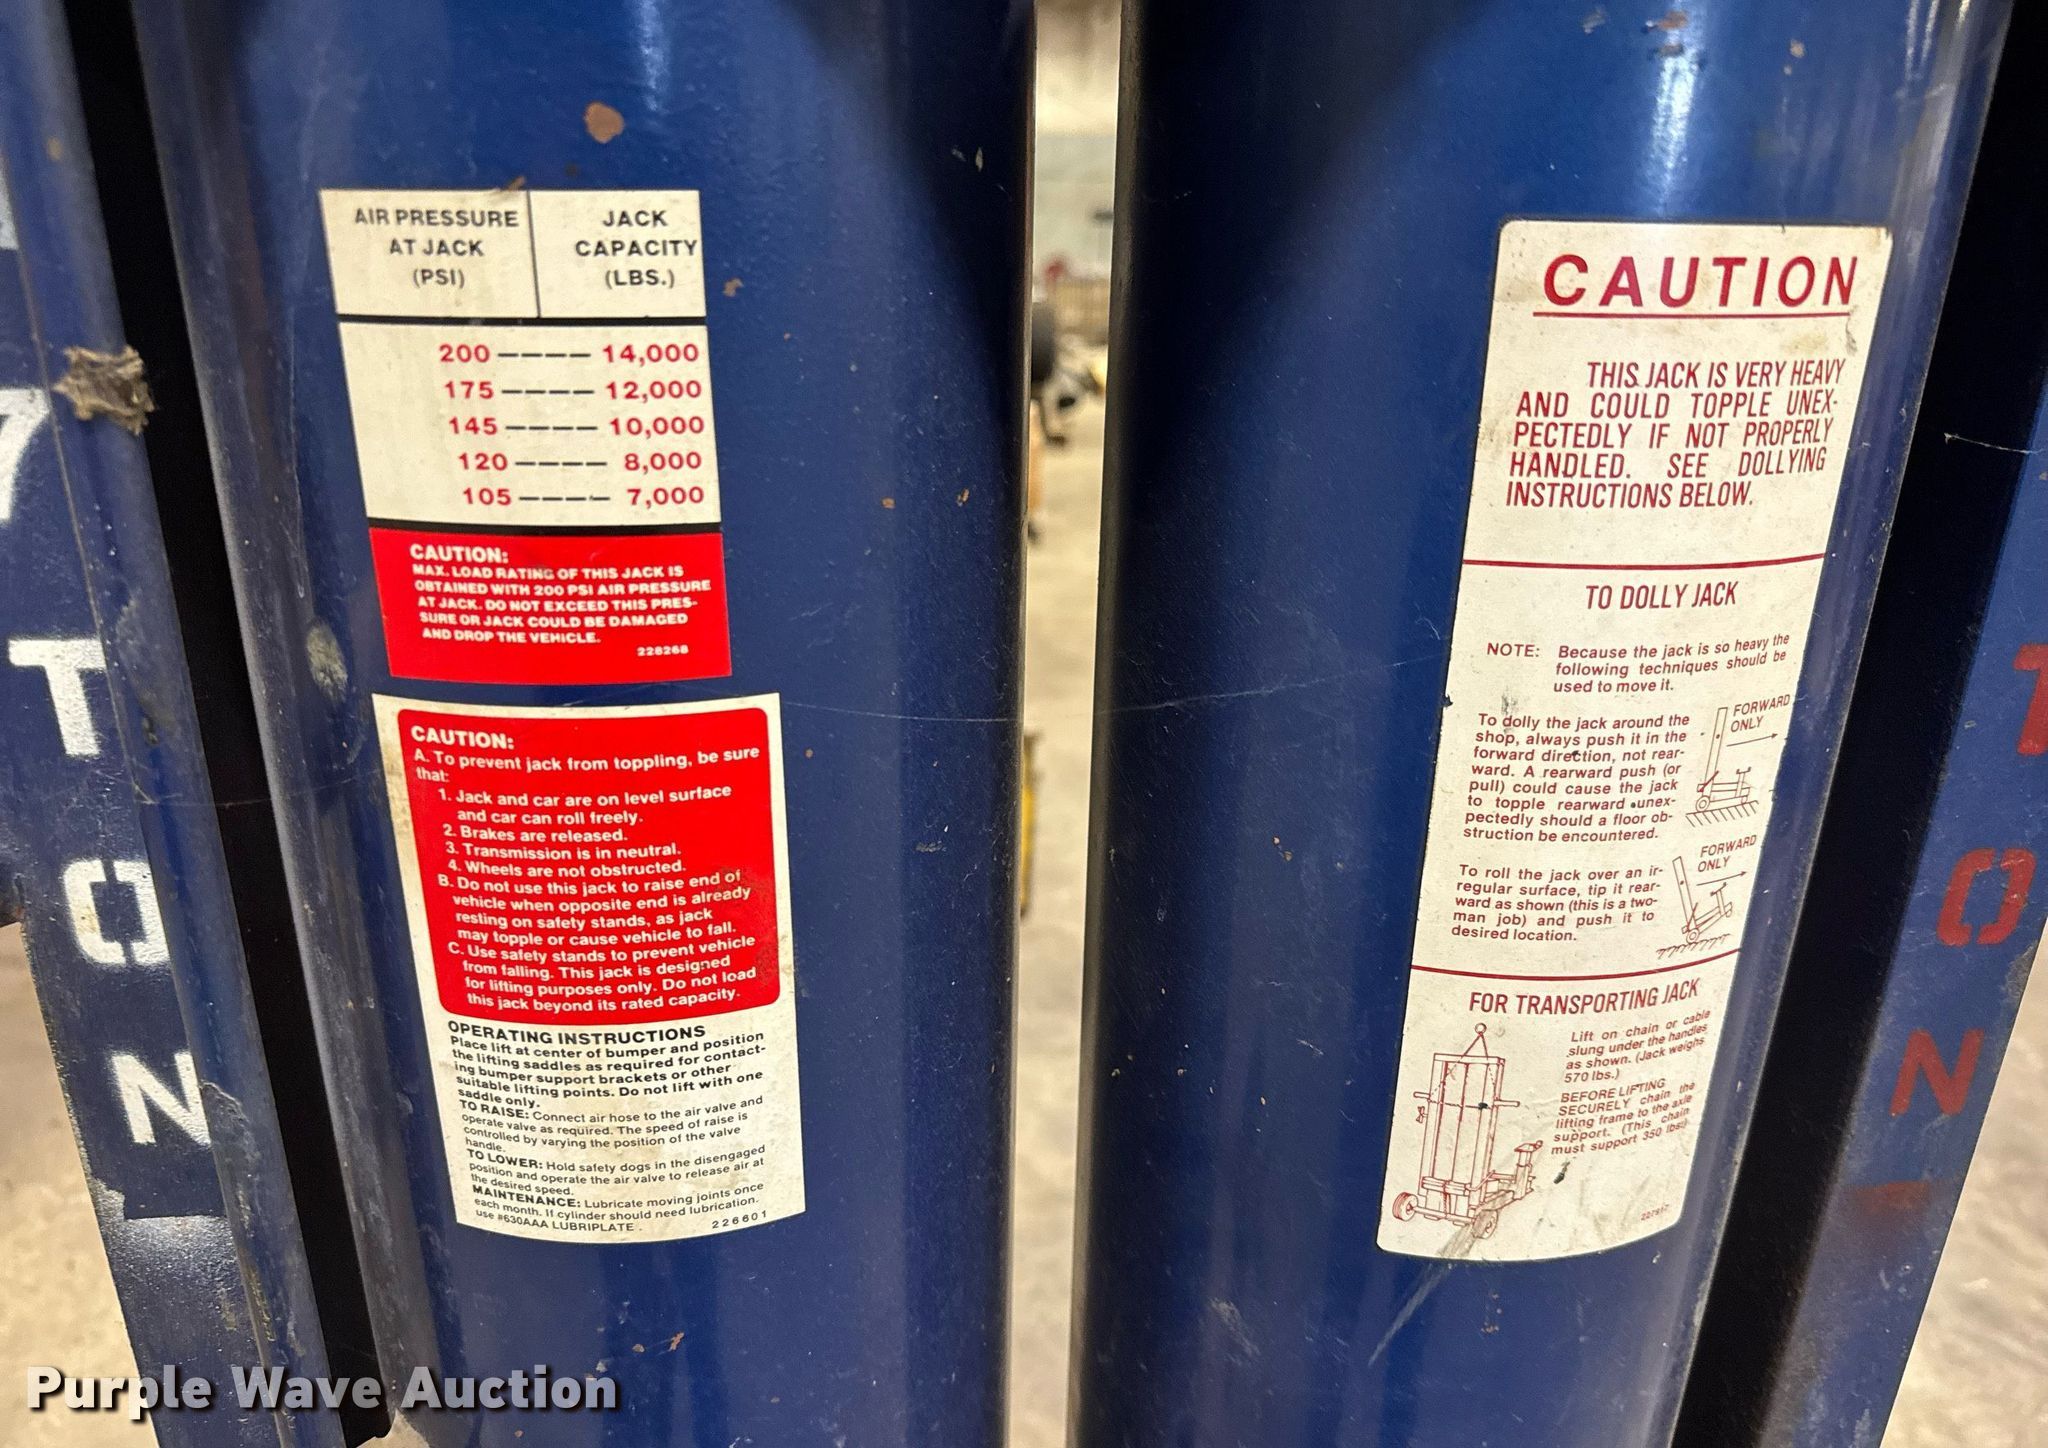 7
T
O
N
AIR PRESSURE
AT JACK
(PSI)
JACK
CAPACITY
(LBS.)
200 ---- 14,000
175 ---- 12,000
145 ---- 10,000
120 ---- 8,000
105 ---- 7,000
CAUTION:
MAX. LOAD RATING OF THIS JACK IS
OBTAINED WITH 200 PSI AIR PRESSURE
AT JACK. DO NOT EXCEED THIS PRES-
SURE OR JACK COULD BE DAMAGED
AND DROP THE VEHICLE.
228268
CAUTION:
A. To prevent jack from toppling, be sure
that:
1. Jack and car are on level surface
and car can roll freely.
2. Brakes are released.
3. Transmission is in neutral.
4. Wheels are not obstructed.
B. Do not use this jack to raise end of
vehicle when opposite end is already
resting on safety stands, as jack
may topple or cause vehicle to fall.
C. Use safety stands to prevent vehicle
from falling. This jack is designed
for lifting purposes only. Do not load
this jack beyond its rated capacity.
OPERATING INSTRUCTIONS
Place lift at center of bumper and position
the lifting saddles as required for contact-
ing bumper support brackets or other
suitable lifting points. Do not lift with one
saddle only.
TO RAISE: Connect air hose to the air valve and
operate valve as required. The speed of raise is
controlled by varying the position of the valve
handle.
TO LOWER: Hold safety dogs in the disengaged
position and operate the air valve to release air at
the desired speed.
MAINTENANCE: Lubricate moving joints once
each month. If cylinder should need lubrication.
use #630AAA LUBRIPLATE.
226601
CAUTION
THIS JACK IS VERY HEAVY
AND COULD TOPPLE UNEX-
PECTEDLY IF NOT PROPERLY
HANDLED. SEE DOLLYING
INSTRUCTIONS BELOW.
TO DOLLY JACK
NOTE: Because the jack is so heavy the
following techniques should be
used to move it.
To dolly the jack around the
shop, always push it in the
forward direction, not rear-
ward. A rearward push (or
pull) could cause the jack
to topple rearward unex-
pectedly should a floor ob-
struction be encountered.
FORWARD
ONLY
To roll the jack over an ir-
regular surface, tip it rear-
ward as shown (this is a two-
man job) and push it to
desired location.
FORWARD
ONLY
FOR TRANSPORTING JACK
Lift on chain or cable
slung under the handles
as shown. (Jack weighs
570 lbs.)
BEFORE LIFTING
SECURELY chain the
lifting frame to the axle
support. (This chain
must support 350 lbs.)
T
O
N
Purple Wave Auction